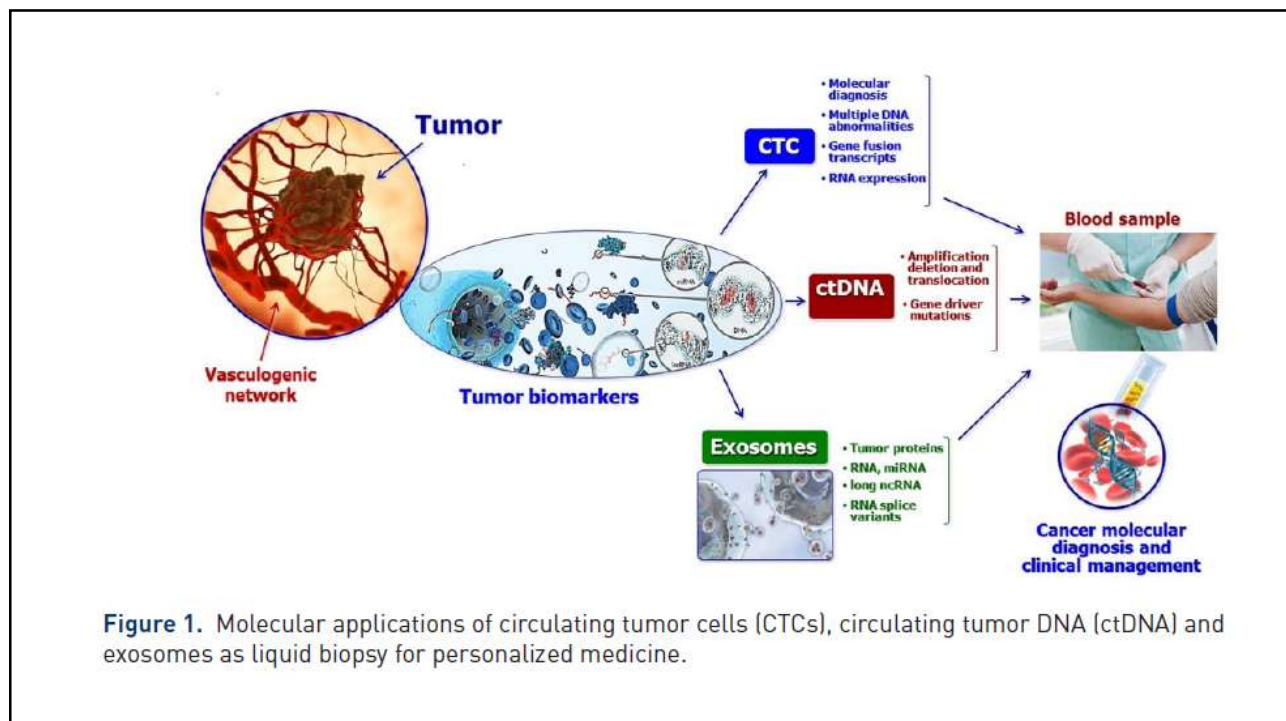 Tumor
Vasculogenic
network
Tumor biomarkers
miRNA
DNA
CTC
• Molecular
diagnosis
• Multiple DNA
abnormalities
• Gene fusion
transcripts
• RNA expression
ctDNA
• Amplification
deletion and
translocation
• Gene driver
mutations
Exosomes
• Tumor proteins
• RNA, miRNA
• long ncRNA
• RNA splice
variants
Blood sample
Cancer molecular
diagnosis and
clinical management
Figure 1. Molecular applications of circulating tumor cells (CTCs), circulating tumor DNA (ctDNA) and
exosomes as liquid biopsy for personalized medicine.